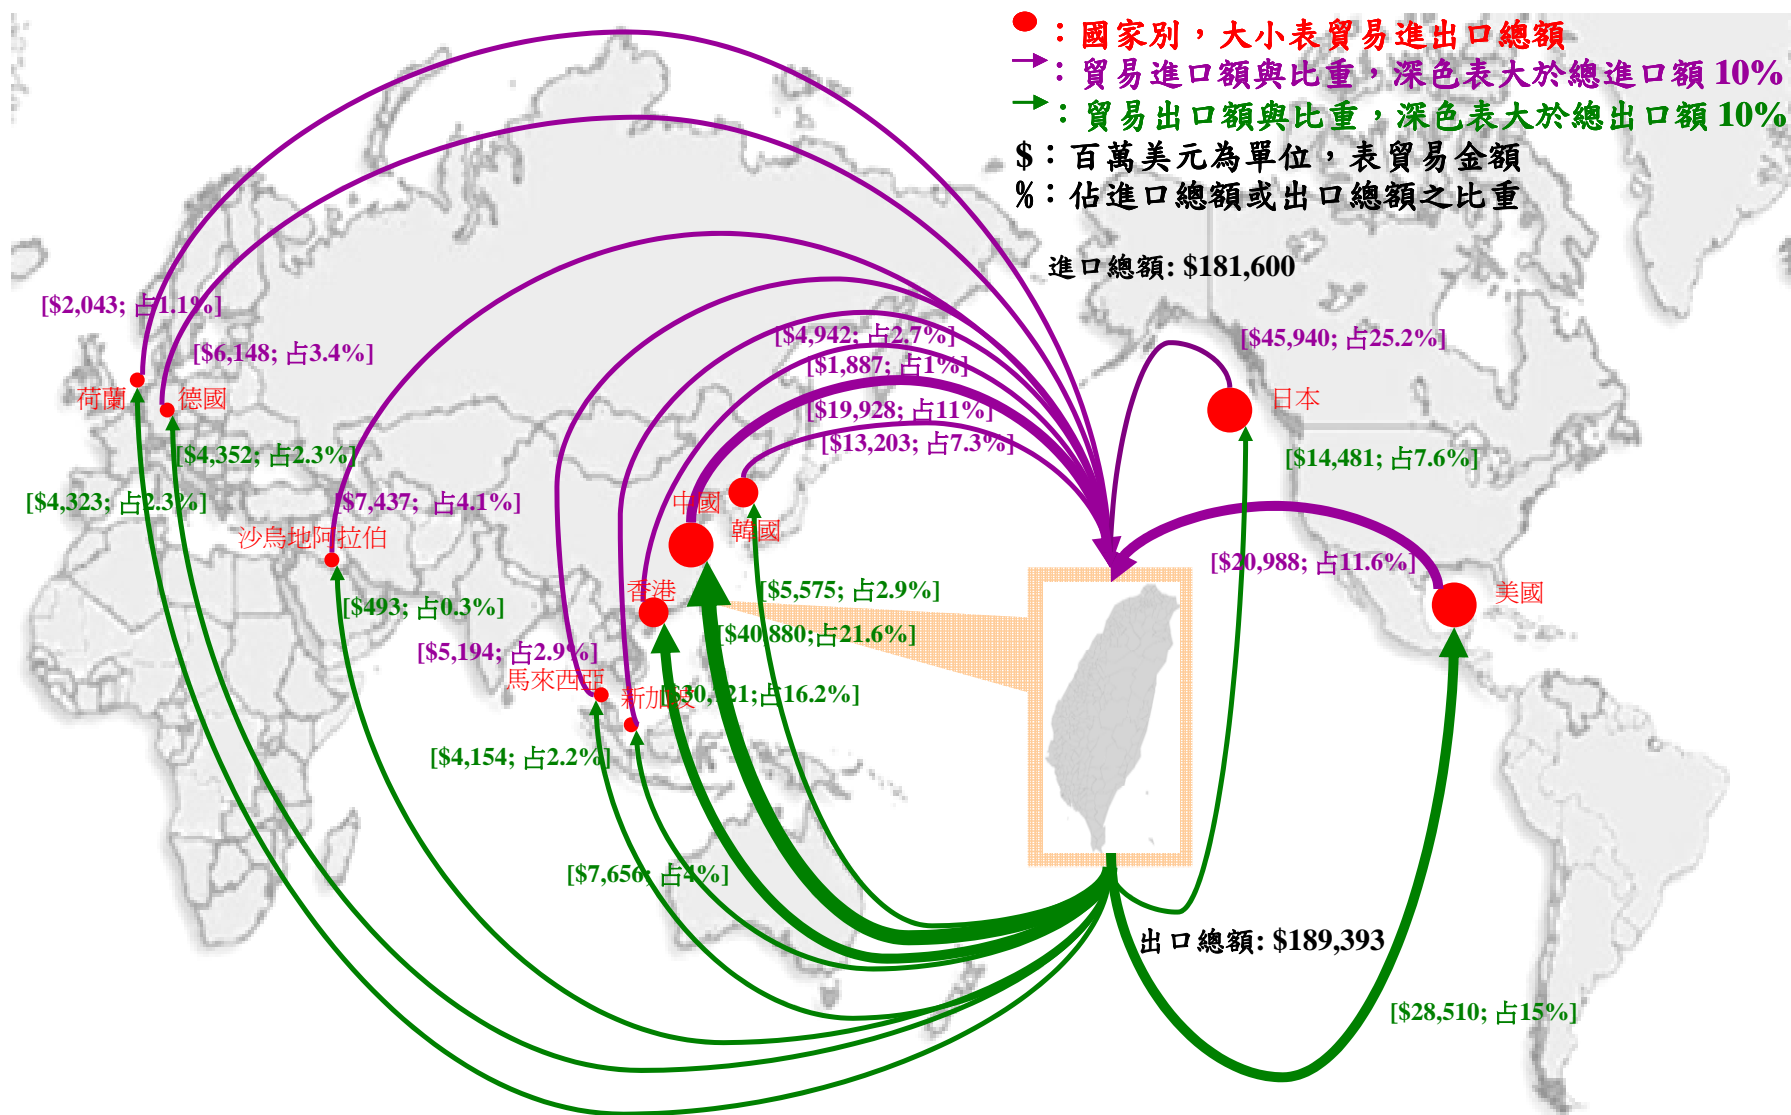 ：國家別，大小表貿易進出口總額
：貿易進口額與比重，深色表大於總進口額 10%
：貿易出口額與比重，深色表大於總出口額 10%
$：百萬美元為單位，表貿易金額
%：佔進口總額或出口總額之比重
進口總額: $181,600
[$2,043; 占1.1%]
[$6,148; 占3.4%]
[$4,942; 占2.7%]
[$1,887; 占1%]
[$19,928; 占11%]
[$13,203; 占7.3%]
[$45,940; 占25.2%]
荷蘭
德國
日本
[$4,352; 占2.3%]
[$14,481; 占7.6%]
[$4,323; 占2.3%]
[$7,437; 占4.1%]
中國
韓國
沙烏地阿拉伯
[$20,988; 占11.6%]
香港
美國
[$493; 占0.3%]
[$5,575; 占2.9%]
[$40,880; 占21.6%]
[$5,194; 占2.9%]
馬來西亞
新加坡
占16.2%]
[$4,154; 占2.2%]
[$7,656; 占4%]
出口總額: $189,393
[$28,510; 占15%]